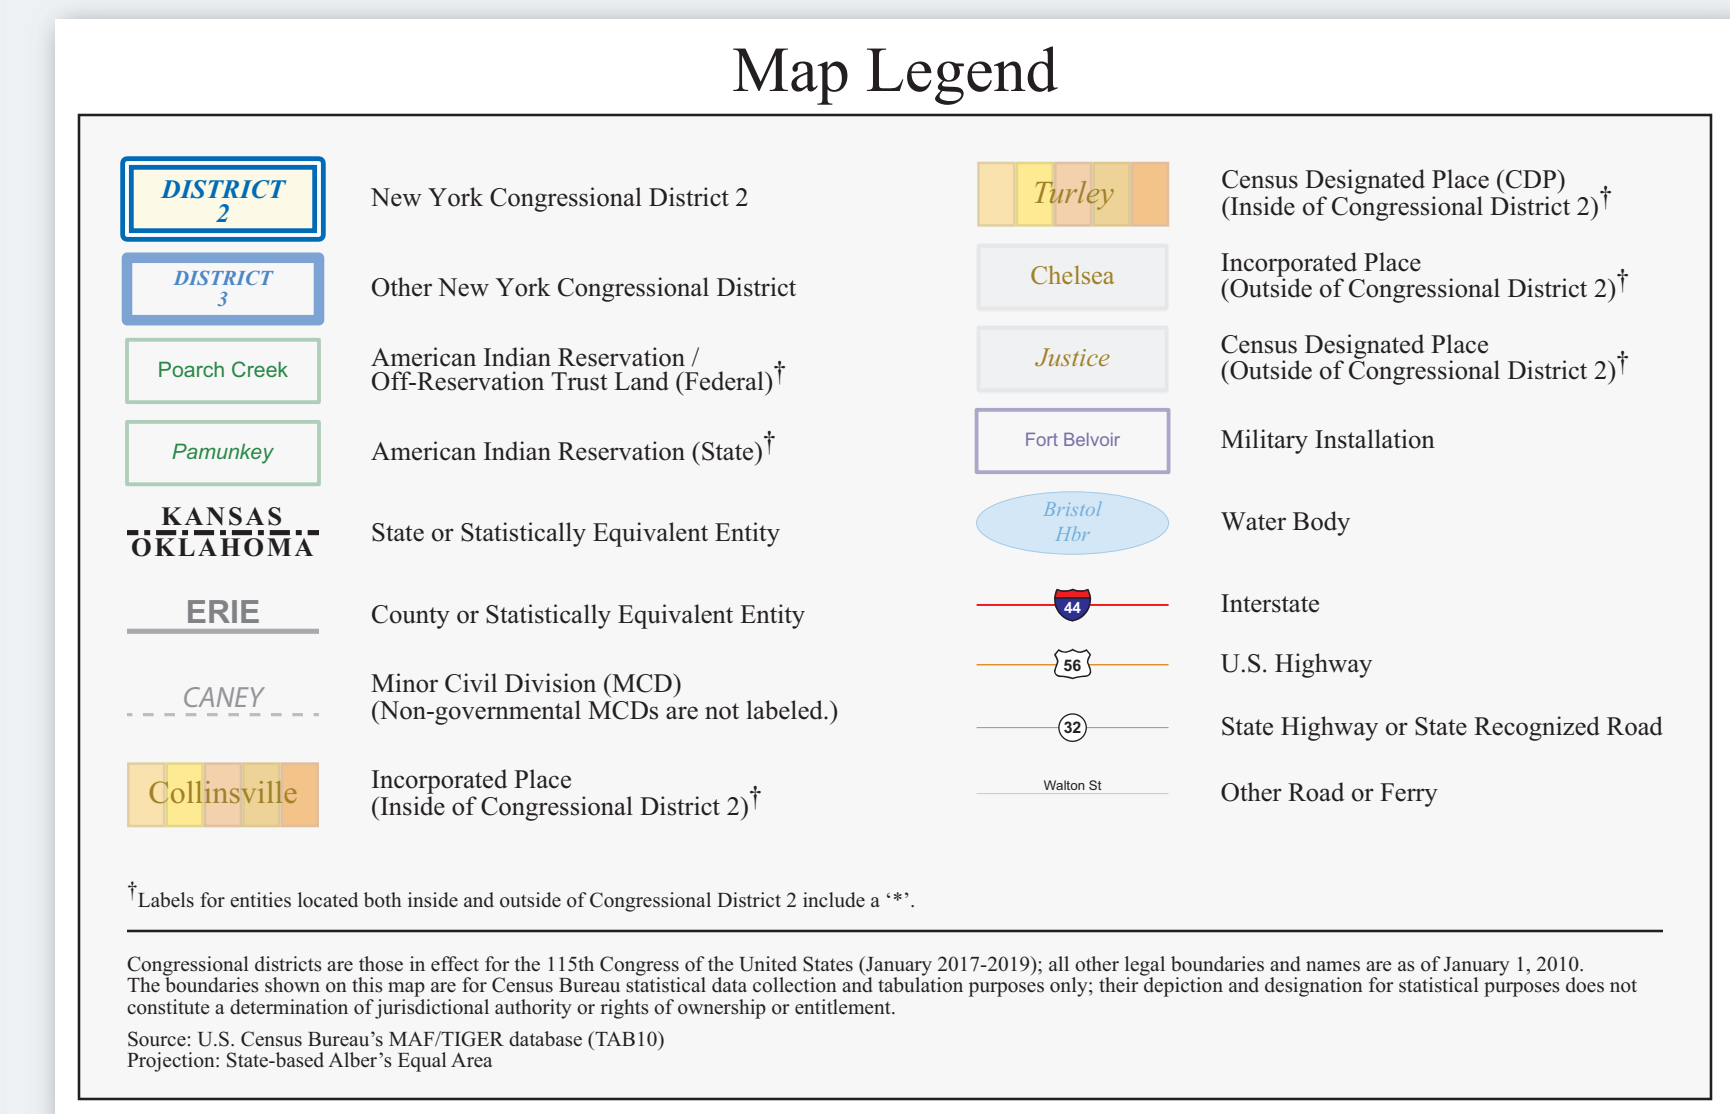 Map Legend
DISTRICT
2
New York Congressional District 2
DISTRICT
3
Other New York Congressional District
Poarch Creek
American Indian Reservation /
Off-Reservation Trust Land (Federal)†
Pamunkey
American Indian Reservation (State)†
KANSAS
OKLAHOMA
State or Statistically Equivalent Entity
ERIE
County or Statistically Equivalent Entity
CANEY
Minor Civil Division (MCD)
(Non-governmental MCDs are not labeled.)
Collinsville
Incorporated Place
(Inside of Congressional District 2)†
Turley
Census Designated Place (CDP)
(Inside of Congressional District 2)†
Chelsea
Incorporated Place
(Outside of Congressional District 2)†
Justice
Census Designated Place
(Outside of Congressional District 2)†
Fort Belvoir
Military Installation
Bristol
Hbr
Water Body
44
Interstate
56
U.S. Highway
32
State Highway or State Recognized Road
Walton St
Other Road or Ferry
†Labels for entities located both inside and outside of Congressional District 2 include a ‘*’.
Congressional districts are those in effect for the 115th Congress of the United States (January 2017-2019); all other legal boundaries and names are as of January 1, 2010.
The boundaries shown on this map are for Census Bureau statistical data collection and tabulation purposes only; their depiction and designation for statistical purposes does not
constitute a determination of jurisdictional authority or rights of ownership or entitlement.
Source: U.S. Census Bureau’s MAF/TIGER database (TAB10)
Projection: State-based Alber’s Equal Area